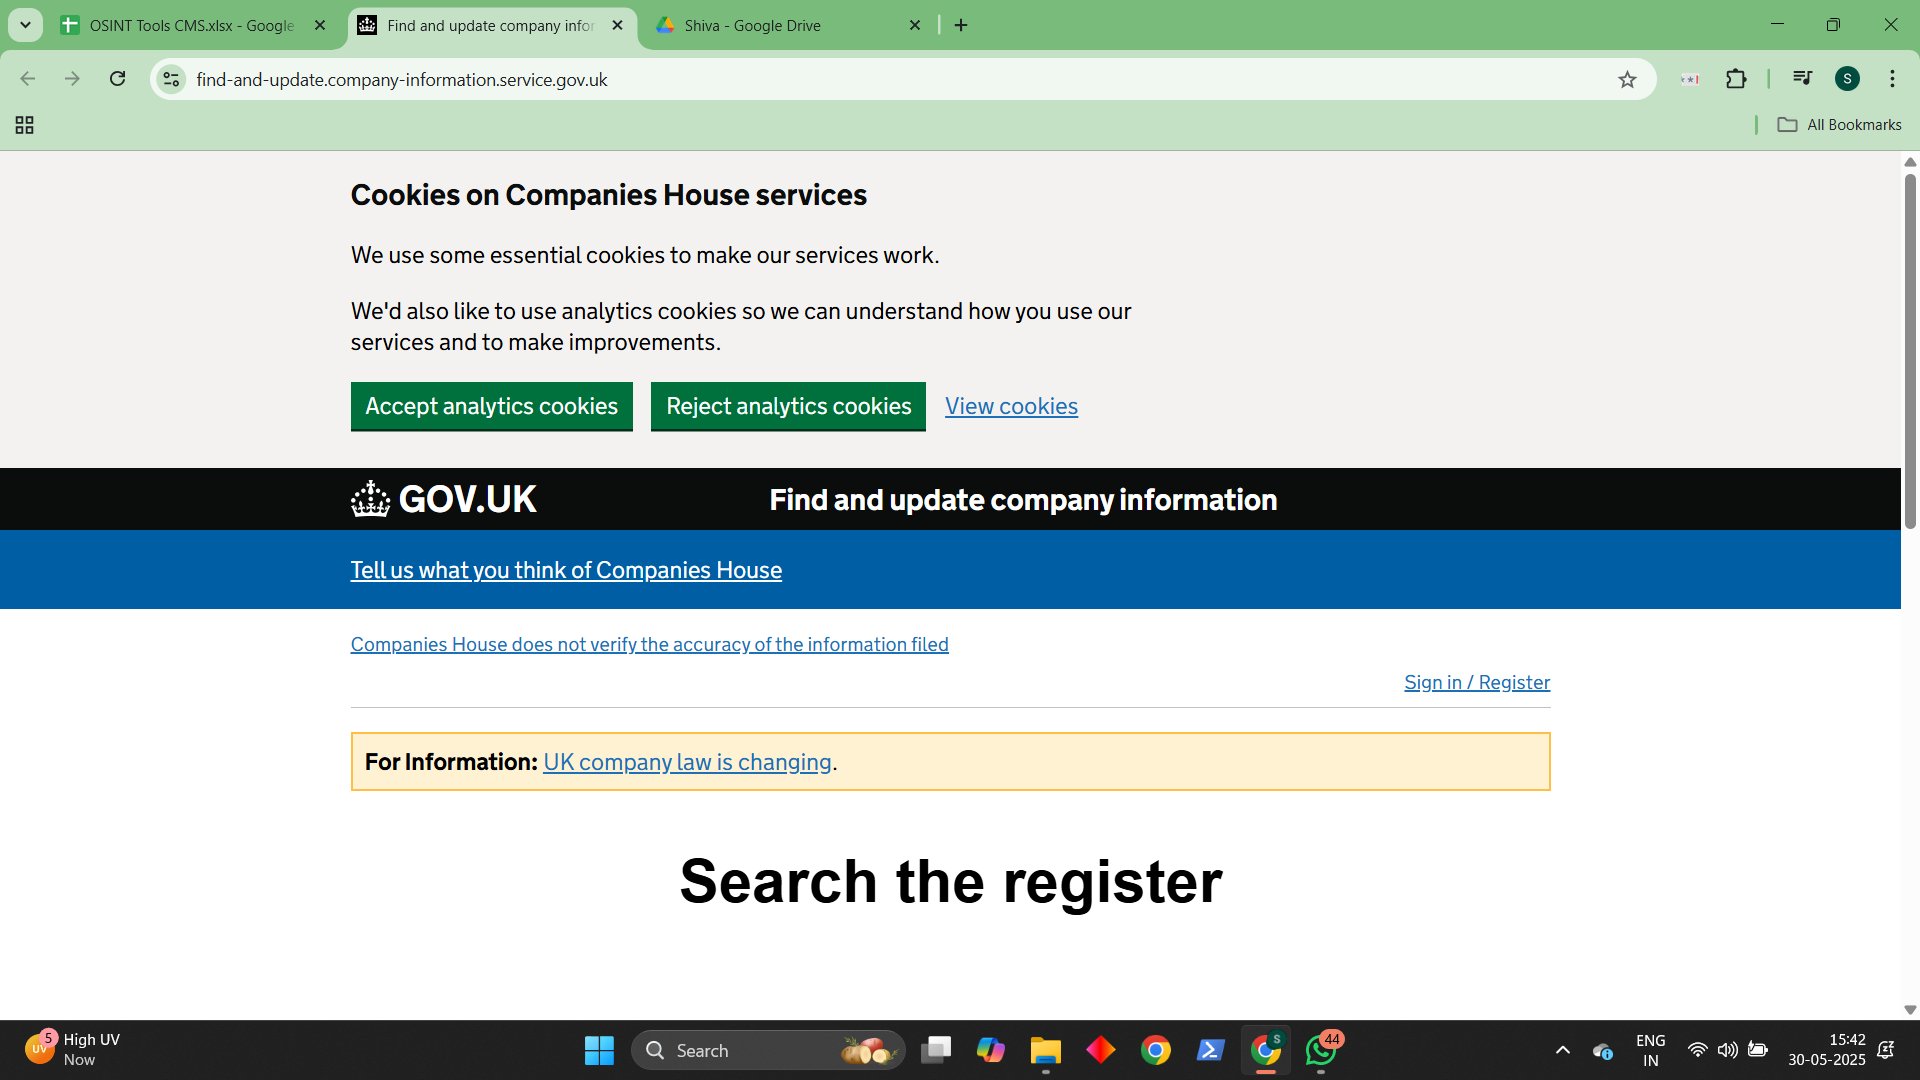 OSINT Tools CMS.xlsx - Google
Find and update company infor
Shiva - Google Drive
find-and-update.company-information.service.gov.uk
S
All Bookmarks
Cookies on Companies House services
We use some essential cookies to make our services work.
We'd also like to use analytics cookies so we can understand how you use our
services and to make improvements.
Accept analytics cookies
Reject analytics cookies
View cookies
GOV.UK
Find and update company information
Tell us what you think of Companies House
Companies House does not verify the accuracy of the information filed
Sign in / Register
For Information: UK company law is changing.
Search the register
5
UV
High UV
Now
Search
S
44
ENG
IN
15:42
30-05-2025